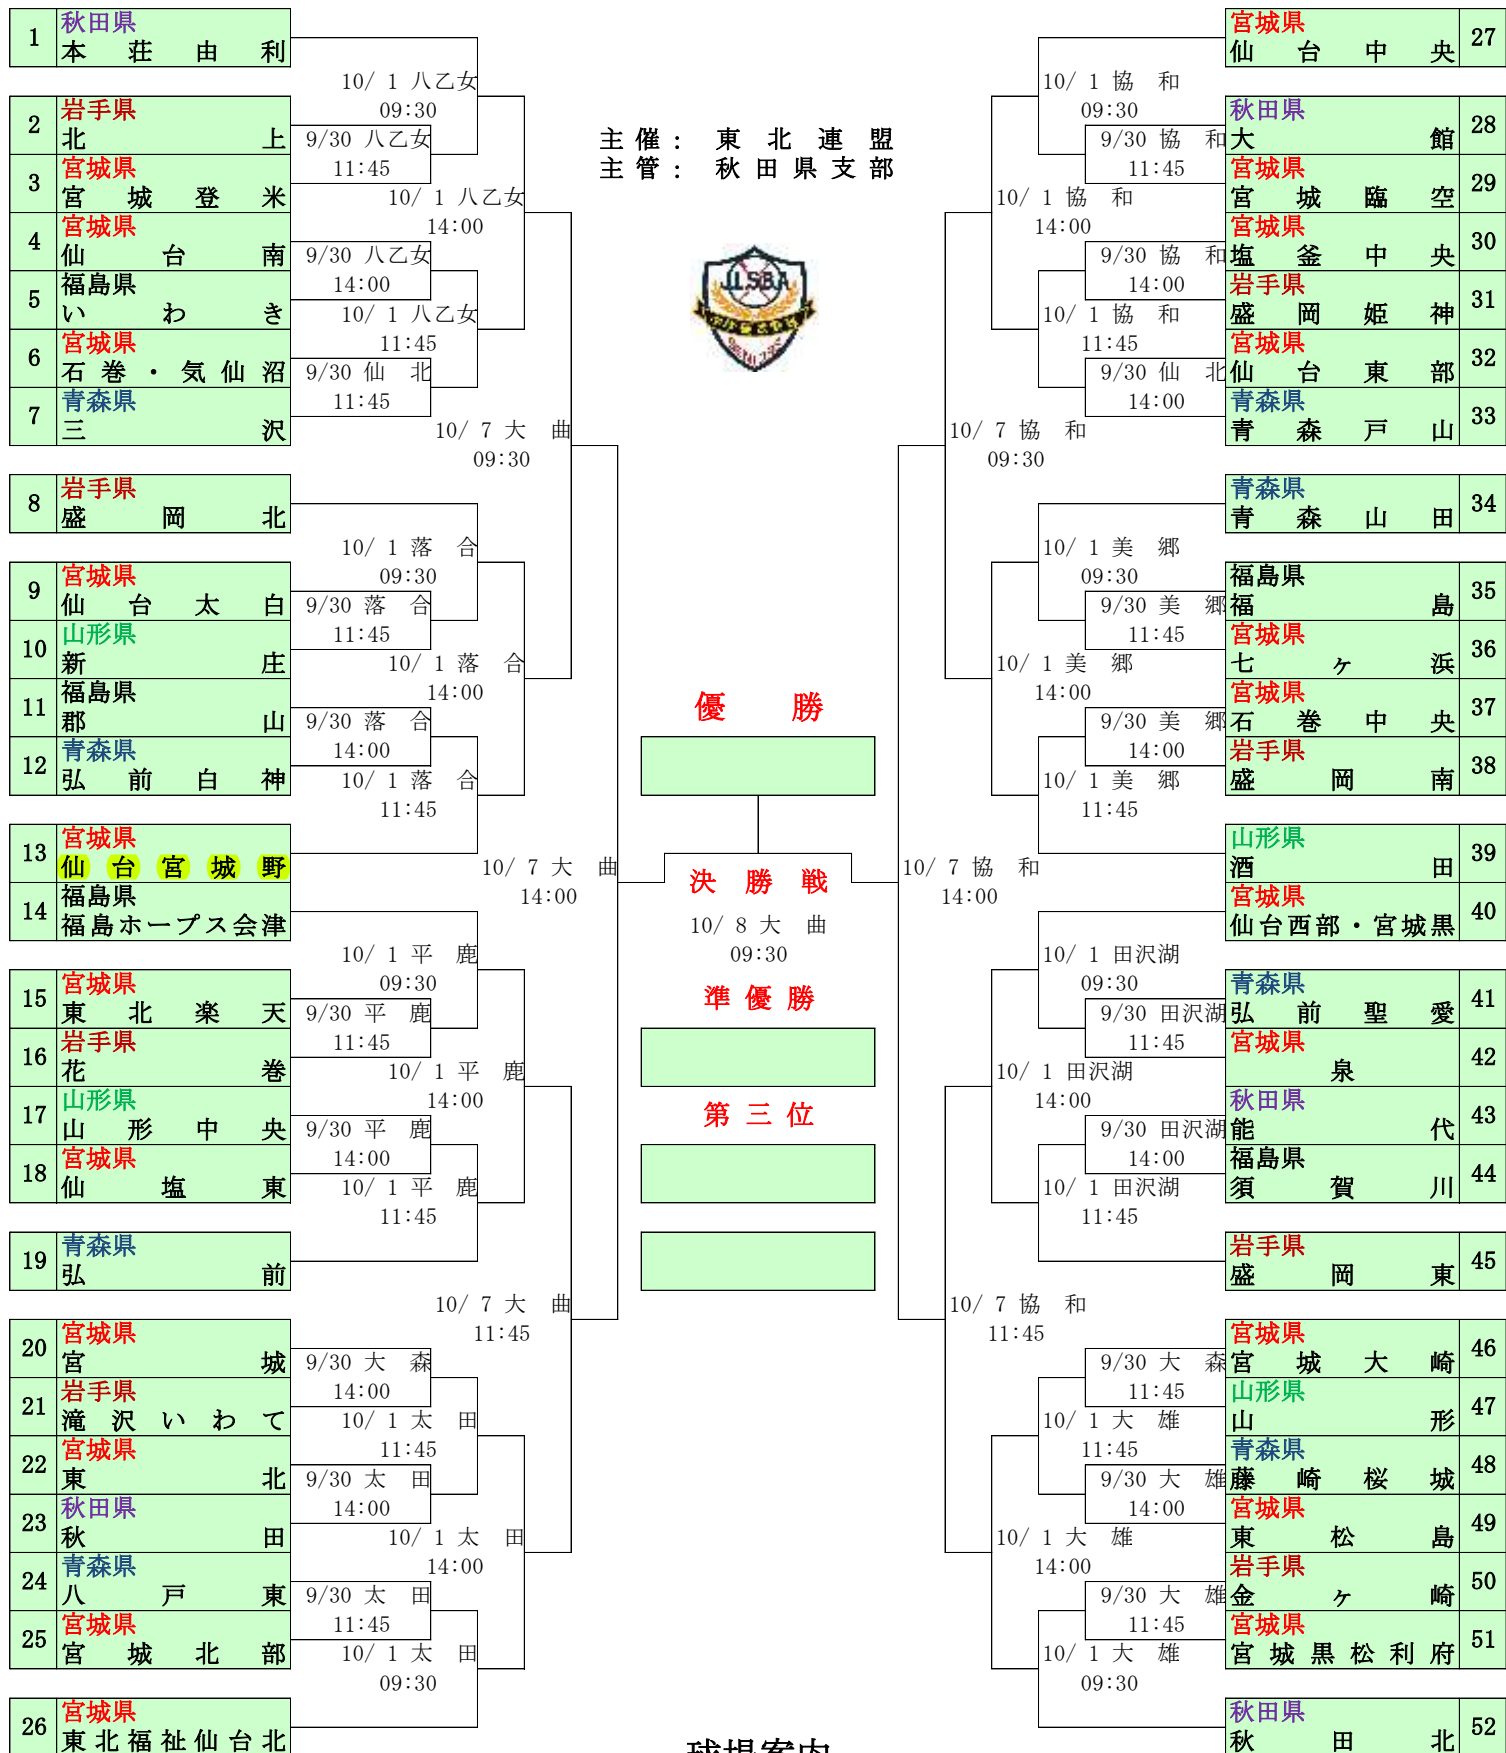 1 秋田県
本荘由利
2 岩手県
北上
3 宮城県
宮城登米
4 宮城県
仙台南
5 福島県
いわき
6 宮城県
石巻・気仙沼
7 青森県
三沢
8 岩手県
盛岡北
9 宮城県
仙台太白
10 山形県
新庄
11 福島県
郡山
12 青森県
弘前白神
13 宮城県
仙台宮城野
14 福島県
福島ホープス会津
15 宮城県
東北楽天
16 岩手県
花巻
17 山形県
山形中央
18 宮城県
仙塩東
19 青森県
弘前
20 宮城県
宮城
21 岩手県
滝沢いわて
22 宮城県
東北
23 秋田県
秋田
24 青森県
八戸東
25 宮城県
宮城北部
26 宮城県
東北福祉仙台北
10/ 1 八乙女
09:30
9/30 八乙女
11:45
10/ 1 八乙女
14:00
9/30 八乙女
14:00
10/ 1 八乙女
11:45
9/30 仙北
11:45
10/ 7 大曲
09:30
10/ 1 落合
09:30
9/30 落合
11:45
10/ 1 落合
14:00
9/30 落合
14:00
10/ 1 落合
11:45
10/ 7 大曲
14:00
10/ 1 平鹿
09:30
9/30 平鹿
11:45
10/ 1 平鹿
14:00
9/30 平鹿
14:00
10/ 1 平鹿
11:45
10/ 7 大曲
11:45
9/30 大森
14:00
10/ 1 太田
11:45
9/30 太田
14:00
10/ 1 太田
14:00
9/30 太田
11:45
10/ 1 太田
09:30
主催： 東北連盟
主管： 秋田県支部
JLSBA
優勝
決勝戦
10/ 8 大曲
09:30
準優勝
第三位
球場案内
10/ 1 協和
09:30
9/30 協和
11:45
10/ 1 協和
14:00
9/30 協和
14:00
10/ 1 協和
11:45
9/30 仙北
14:00
10/ 7 協和
09:30
10/ 1 美郷
09:30
9/30 美郷
11:45
10/ 1 美郷
14:00
9/30 美郷
14:00
10/ 1 美郷
11:45
10/ 7 協和
14:00
10/ 1 田沢湖
09:30
9/30 田沢湖
11:45
10/ 1 田沢湖
14:00
9/30 田沢湖
14:00
10/ 1 田沢湖
11:45
10/ 7 協和
11:45
9/30 大森
11:45
10/ 1 大雄
11:45
9/30 大雄
14:00
10/ 1 大雄
14:00
9/30 大雄
11:45
10/ 1 大雄
09:30
宮城県 27
仙台中央
秋田県 28
大館
宮城県 29
宮城臨空
宮城県 30
塩釜中央
岩手県 31
盛岡姫神
宮城県 32
仙台東部
青森県 33
青森戸山
青森県 34
青森山田
福島県 35
福島
宮城県 36
七ヶ浜
宮城県 37
石巻中央
岩手県 38
盛岡南
山形県 39
酒田
宮城県 40
仙台西部・宮城黒
青森県 41
弘前聖愛
宮城県 42
泉
秋田県 43
能代
福島県 44
須賀川
岩手県 45
盛岡東
宮城県 46
宮城大崎
山形県 47
山形
青森県 48
藤崎桜城
宮城県 49
東松島
岩手県 50
金ヶ崎
宮城県 51
宮城黒松利府
秋田県 52
秋田北